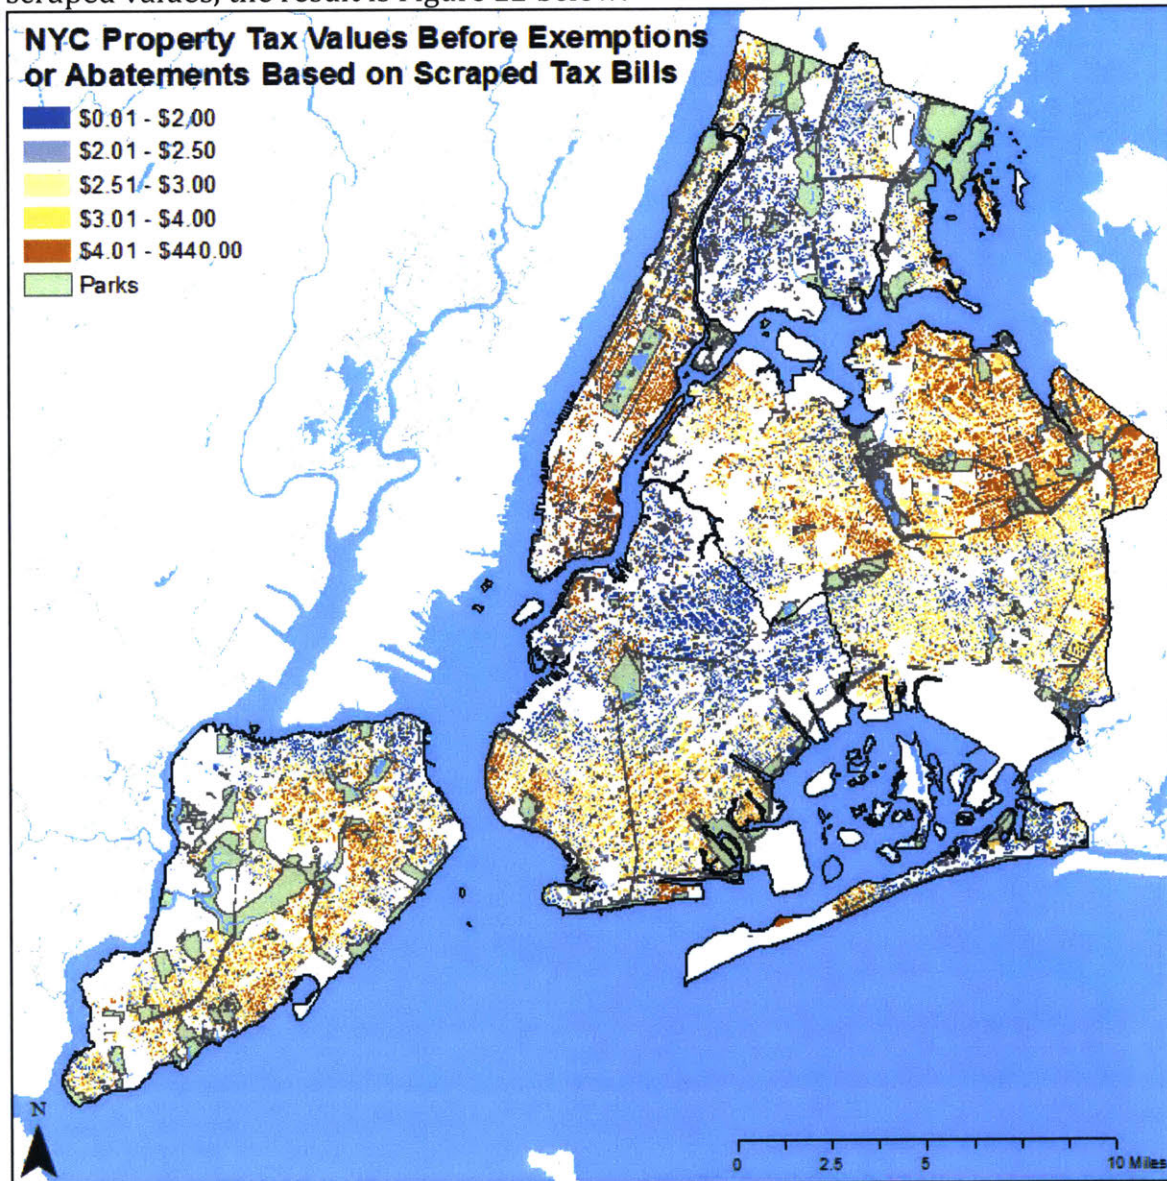 NYC Property Tax Values Before Exemptions
or Abatements Based on Scraped Tax Bills
$0.01 - $2.00
$2.01 - $2.50
$2.51 - $3.00
$3.01 - $4.00
$4.01 - $440.00
Parks
N
0 2.5 5 10 Miles